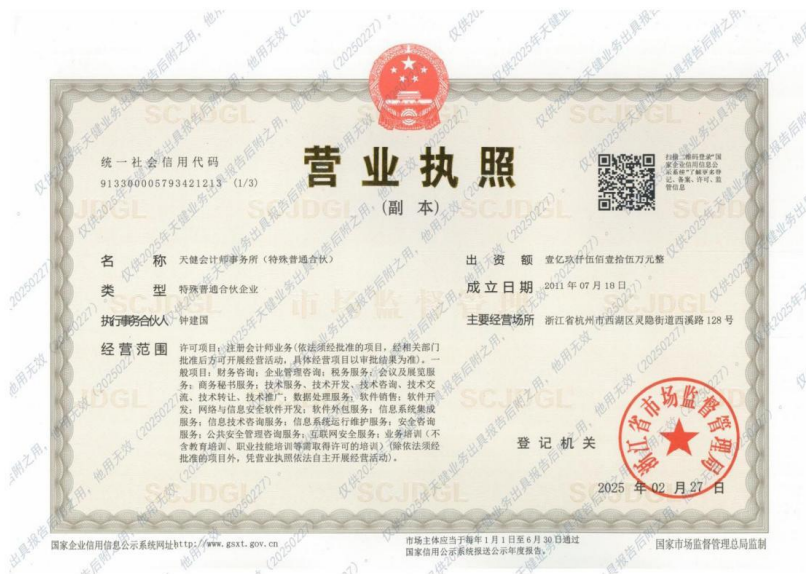 营业执照
(副 本)
统一社会信用代码
913300005793421213 (1/3)
扫描二维码登录“国
家企业信用信息公
示系统”了解更多登
记、备案、许可、监
管信息
名 称 天健会计师事务所（特殊普通合伙）
类 型 特殊普通合伙企业
执行事务合伙人 钟建国
经营范围 许可项目：注册会计师业务(依法须经批准的项目，经相关部门
批准后方可开展经营活动，具体经营项目以审批结果为准)。一
般项目：财务咨询；企业管理咨询；税务服务；会议及展览服
务；商务秘书服务；技术服务、技术开发、技术咨询、技术交
流、技术转让、技术推广；数据处理服务；软件销售；软件开
发；网络与信息安全软件开发；软件外包服务；信息系统集成
服务；信息技术咨询服务；信息系统运行维护服务；安全咨询
服务；公共安全管理咨询服务；互联网安全服务；业务培训（不
含教育培训、职业技能培训等需取得许可的培训）（除依法须经
批准的项目外，凭营业执照依法自主开展经营活动）。
出 资 额 壹亿玖仟伍佰壹拾伍万元整
成立日期 2011 年 07 月 18 日
主要经营场所 浙江省杭州市西湖区灵隐街道西溪路 128 号
登记机关
浙江省市场监督管理局
2025 年 02 月 27 日
国家企业信用信息公示系统网址http://www.gsxt.gov.cn
市场主体应当于每年 1 月 1 日至 6 月 30 日通过
国家信用公示系统报送公示年度报告。
国家市场监督管理总局监制
SCJDGL
市场监督管理
仅供2025年天健业务出具报告后附之用，他用无效（20250227）